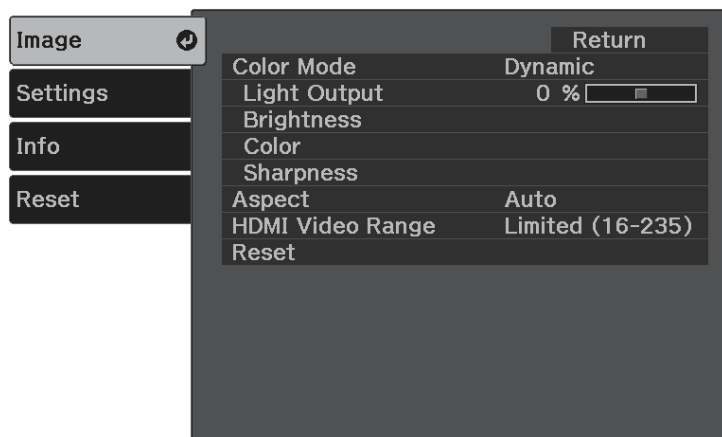 Image
Settings
Info
Reset
Return
Color Mode Dynamic
Light Output 0 %
Brightness
Color
Sharpness
Aspect Auto
HDMI Video Range Limited (16-235)
Reset